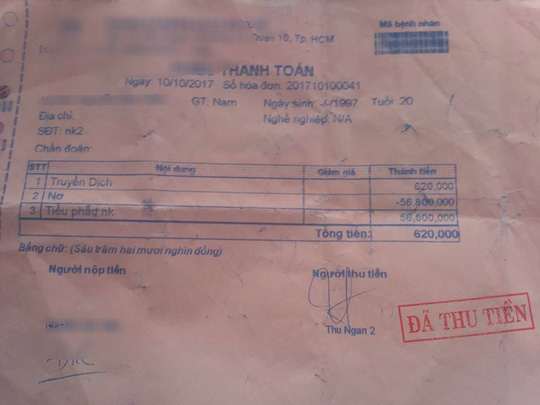 Quận 10, Tp. HCM
Mã bệnh nhân
THANH TOÁN
Ngày: 10/10/2017 Số hóa đơn: 201710100041
GT: Nam Ngày sinh: -/-/1997 Tuổi: 20
Địa chỉ: Nghề nghiệp: N/A
SĐT: nk2
Chẩn đoán:
STT Nội dung Giảm giá Thành tiền
1 Truyền Dịch 620,000
2 Nợ -56,600,000
3 Tiểu phẫu nk 56,600,000
Tổng tiền: 620,000
Bằng chữ: (Sáu trăm hai mươi nghìn đồng)
Người nộp tiền Người thu tiền
Thu Ngan 2
ĐÃ THU TIỀN